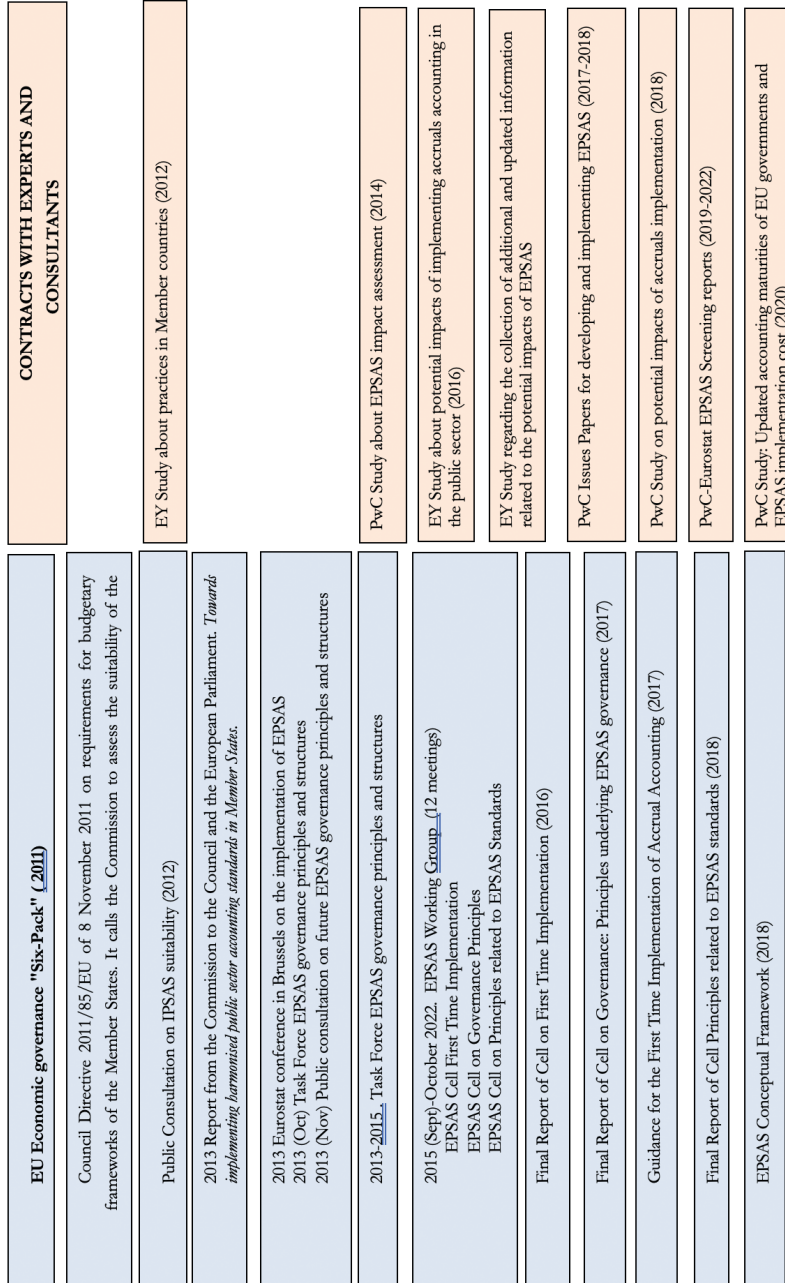 EU Economic governance "Six-Pack" ( 2011)
CONTRACTS WITH EXPERTS AND
CONSULTANTS
Council Directive 2011/85/EU of 8 November 2011 on requirements for budgetary
frameworks of the Member States. It calls the Commission to assess the suitability of the
Public Consultation on IPSAS suitability (2012)
EY Study about practices in Member countries (2012)
2013 Report from the Commission to the Council and the European Parliament. Towards
implementing harmonised public sector accounting standards in Member States.
2013 Eurostat conference in Brussels on the implementation of EPSAS
2013 (Oct) Task Force EPSAS governance principles and structures
2013 (Nov) Public consultation on future EPSAS governance principles and structures
2013-2015 . Task Force EPSAS governance principles and structures
PwC Study about EPSAS impact assessment (2014)
2015 (Sept)-October 2022. EPSAS Working Group (12 meetings)
EPSAS Cell First Time Implementation
EPSAS Cell on Governance Principles
EPSAS Cell on Principles related to EPSAS Standards
EY Study about potential impacts of implementing accruals accounting in
the public sector (2016)
EY Study regarding the collection of additional and updated information
related to the potential impacts of EPSAS
Final Report of Cell on First Time Implementation (2016)
Final Report of Cell on Governance: Principles underlying EPSAS governance (2017)
PwC Issues Papers for developing and implementing EPSAS (2017-2018)
Guidance for the First Time Implementation of Accrual Accounting (2017)
PwC Study on potential impacts of accruals implementation (2018)
Final Report of Cell Principles related to EPSAS standards (2018)
PwC-Eurostat EPSAS Screening reports (2019-2022)
EPSAS Conceptual Framework (2018)
PwC Study: Updated accounting maturities of EU governments and
EPSAS implementation cost (2020)